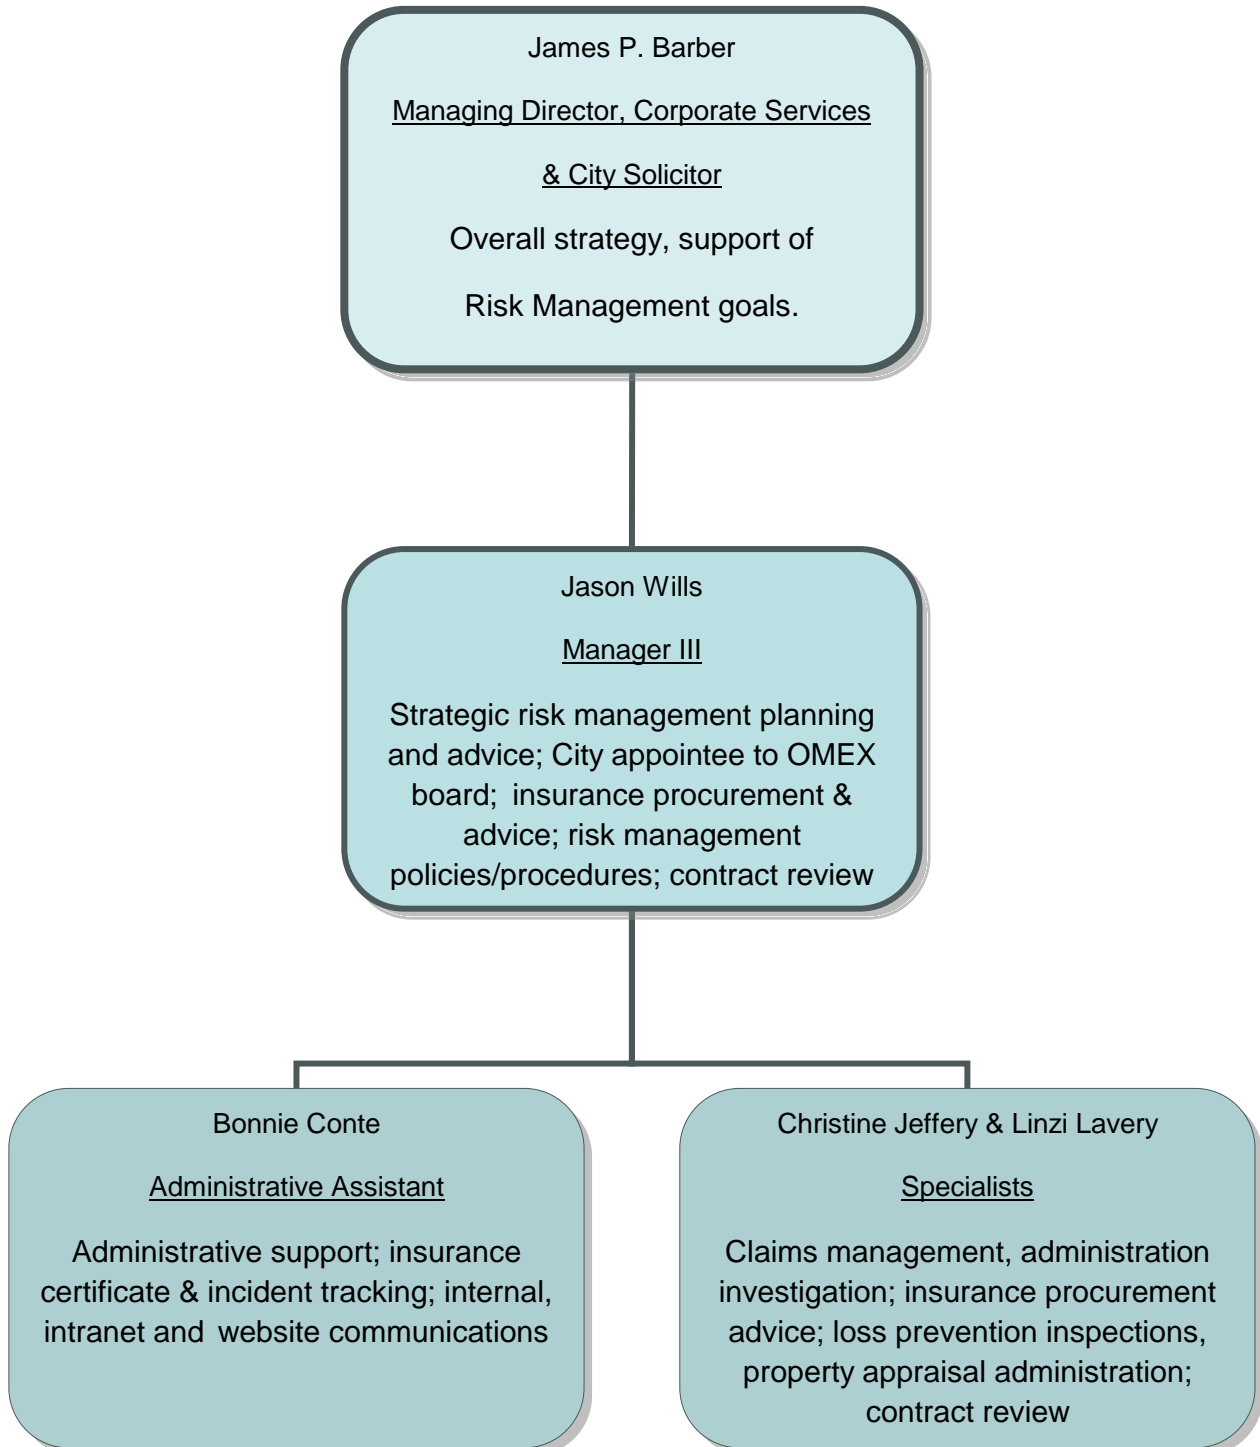 James P. Barber
Managing Director, Corporate Services
& City Solicitor
Overall strategy, support of
Risk Management goals.
Jason Wills
Manager III
Strategic risk management planning
and advice; City appointee to OMEX
board; insurance procurement &
advice; risk management
policies/procedures; contract review
Bonnie Conte
Administrative Assistant
Administrative support; insurance
certificate & incident tracking; internal,
intranet and website communications
Christine Jeffery & Linzi Lavery
Specialists
Claims management, administration
investigation; insurance procurement
advice; loss prevention inspections,
property appraisal administration;
contract review